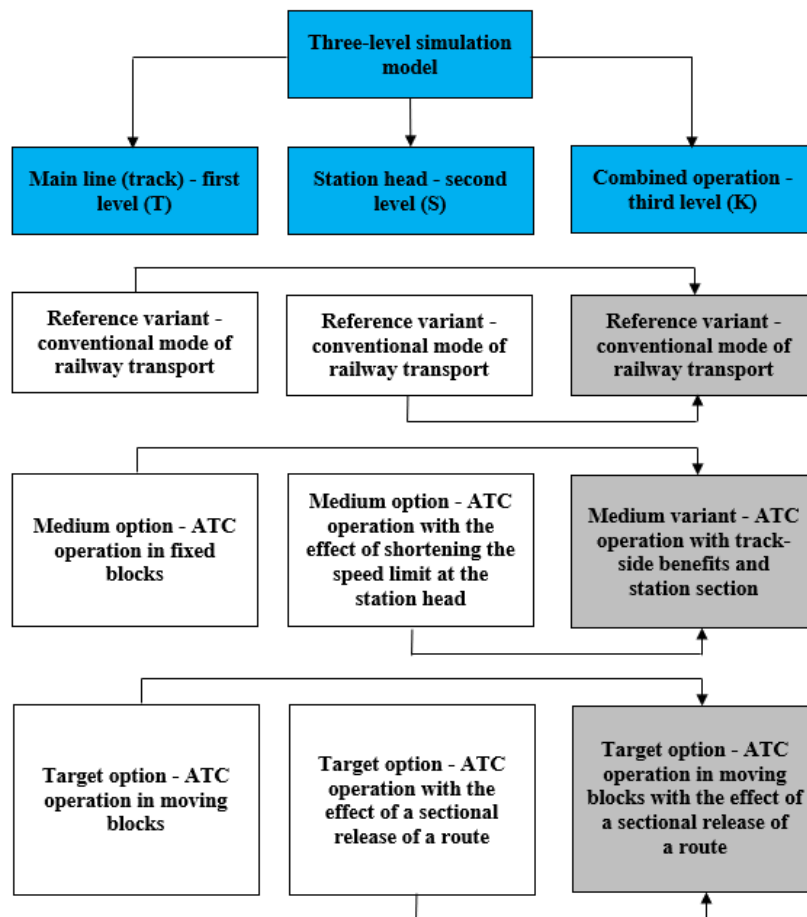 Three-level simulation
model
Main line (track) - first
level (T)
Station head - second
level (S)
Combined operation -
third level (K)
Reference variant -
conventional mode of
railway transport
Reference variant -
conventional mode of
railway transport
Reference variant -
conventional mode of
railway transport
Medium option - ATC
operation in fixed
blocks
Medium option - ATC
operation with the
effect of shortening the
speed limit at the
station head
Medium variant - ATC
operation with track-
side benefits and
station section
Target option - ATC
operation in moving
blocks
Target option - ATC
operation with the
effect of a sectional
release of a route
Target option - ATC
operation in moving
blocks with the effect of
a sectional release of
a route